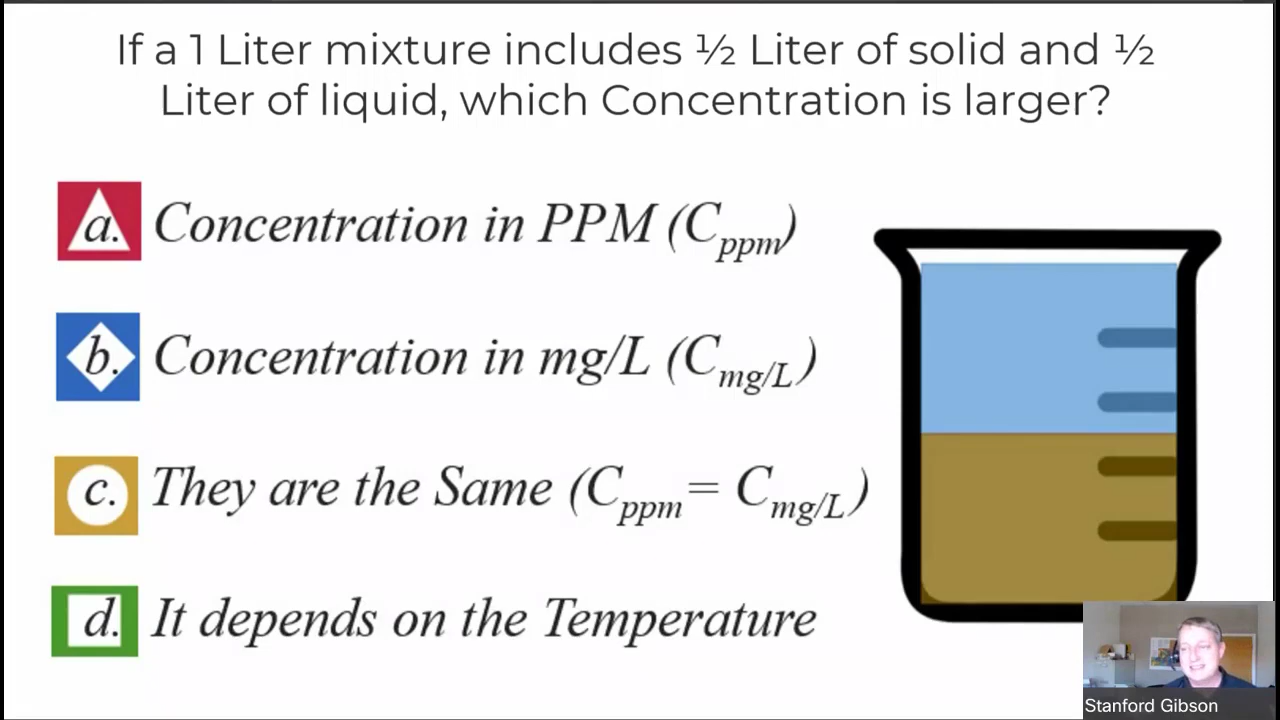 If a 1 Liter mixture includes ½ Liter of solid and ½
Liter of liquid, which Concentration is larger?
a. Concentration in PPM (Cppm)
b. Concentration in mg/L (Cmg/L)
c. They are the Same (Cppm= Cmg/L)
d. It depends on the Temperature
Stanford Gibson